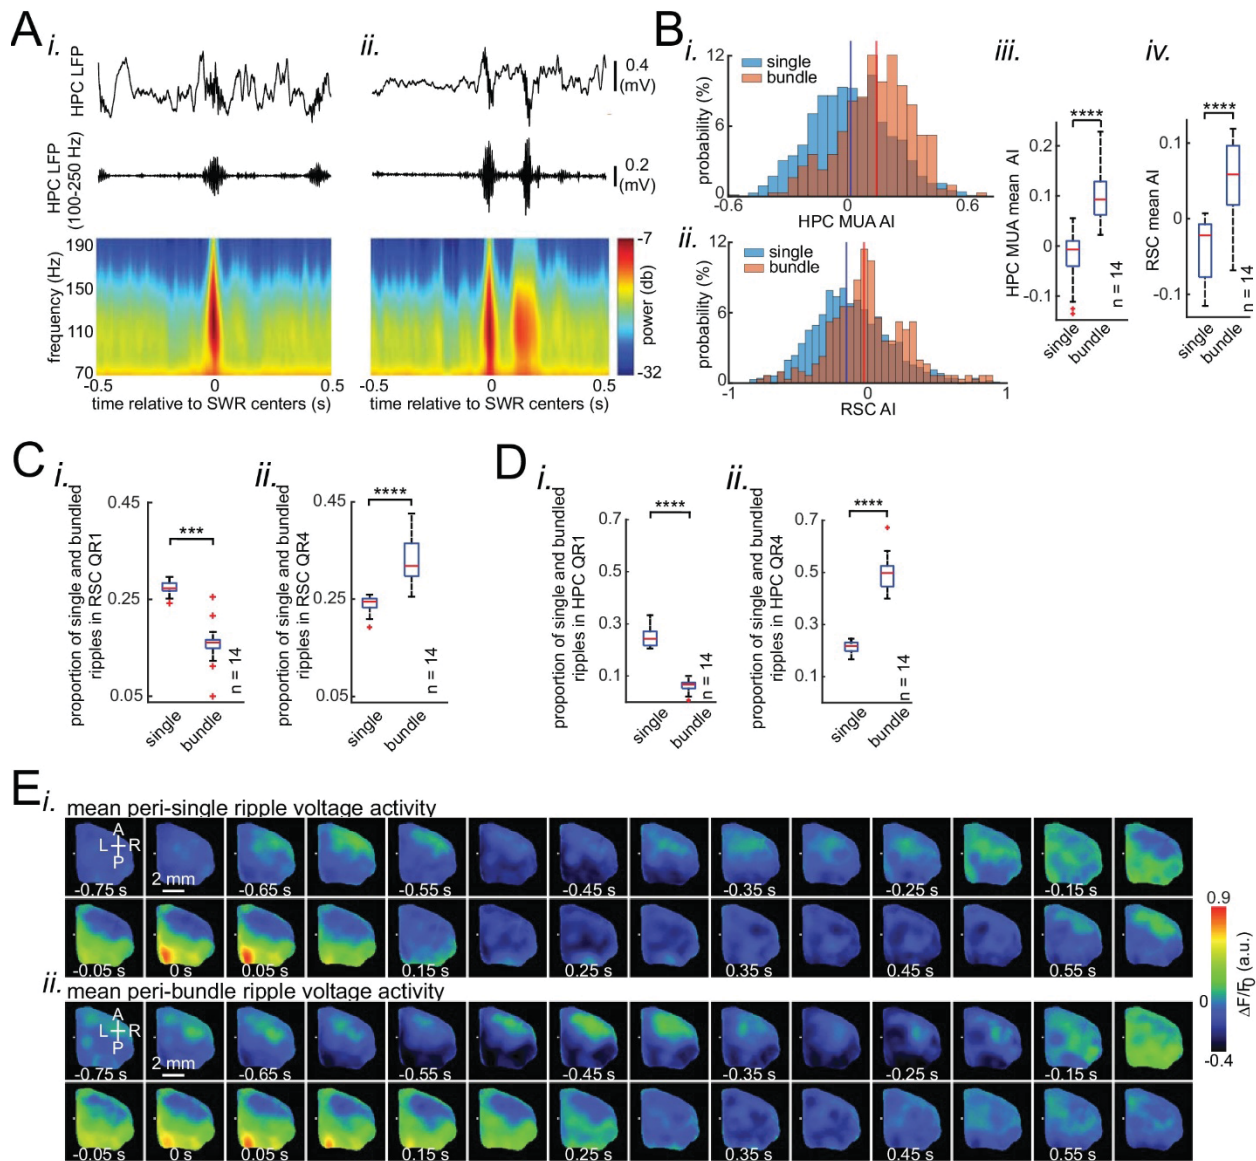 A
i.
ii.
HPC LFP
0.4
(mV)
HPC LFP
(100-250 Hz)
0.2
(mV)
frequency (Hz)
190
150
110
70
-0.5
0
0.5
time relative to SWR centers (s)
-0.5
0
0.5
time relative to SWR centers (s)
-7
power (db)
-32
B
i.
single
bundle
probability (%)
12
6
0
-0.6
0
0.6
HPC MUA AI
ii.
single
bundle
probability (%)
12
6
0
-1
0
1
RSC AI
iii.
****
HPC MUA mean AI
0.2
0.1
0
-0.1
n = 14
single
bundle
iv.
****
RSC mean AI
0.1
0
-0.1
n = 14
single
bundle
C
i.
proportion of single and bundled
ripples in RSC QR1
0.45
0.25
0.05
***
n = 14
single
bundle
ii.
proportion of single and bundled
ripples in RSC QR4
0.45
0.25
0.05
****
n = 14
single
bundle
D
i.
proportion of single and bundled
ripples in HPC QR1
0.7
0.5
0.3
0.1
****
n = 14
single
bundle
ii.
proportion of single and bundled
ripples in HPC QR4
0.7
0.5
0.3
0.1
****
n = 14
single
bundle
E
i. mean peri-single ripple voltage activity
A
L R
P
2 mm
-0.75 s -0.65 s -0.55 s -0.45 s -0.35 s -0.25 s -0.15 s
-0.05 s 0 s 0.05 s 0.15 s 0.25 s 0.35 s 0.45 s 0.55 s
ii. mean peri-bundle ripple voltage activity
A
L R
P
2 mm
-0.75 s -0.65 s -0.55 s -0.45 s -0.35 s -0.25 s -0.15 s
-0.05 s 0 s 0.05 s 0.15 s 0.25 s 0.35 s 0.45 s 0.55 s
0.9
0
-0.4
ΔF/F0 (a.u.)